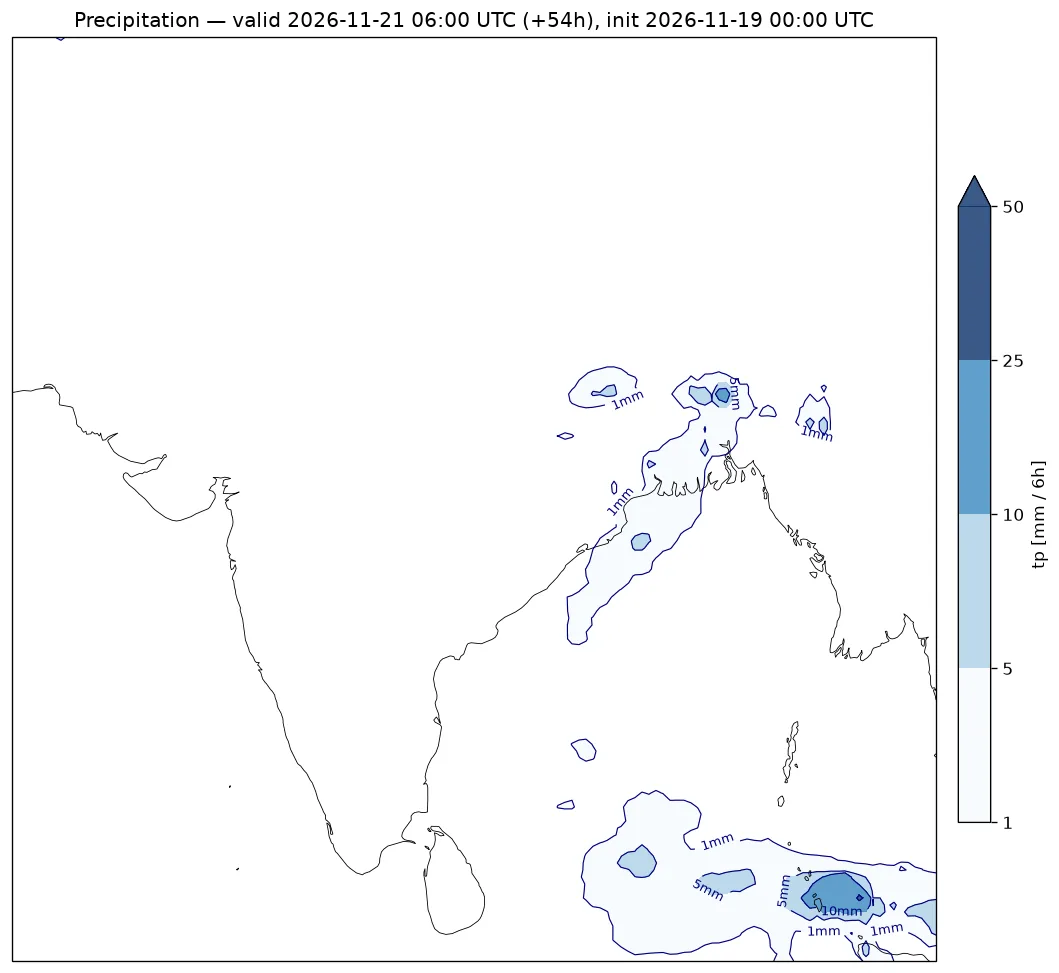 Precipitation — valid 2026-11-21 06:00 UTC (+54h), init 2026-11-19 00:00 UTC
50
25
10
5
1
tp [mm / 6h]
1mm
5mm
1mm
1mm
1mm
5mm
5mm
10mm
1mm
1mm